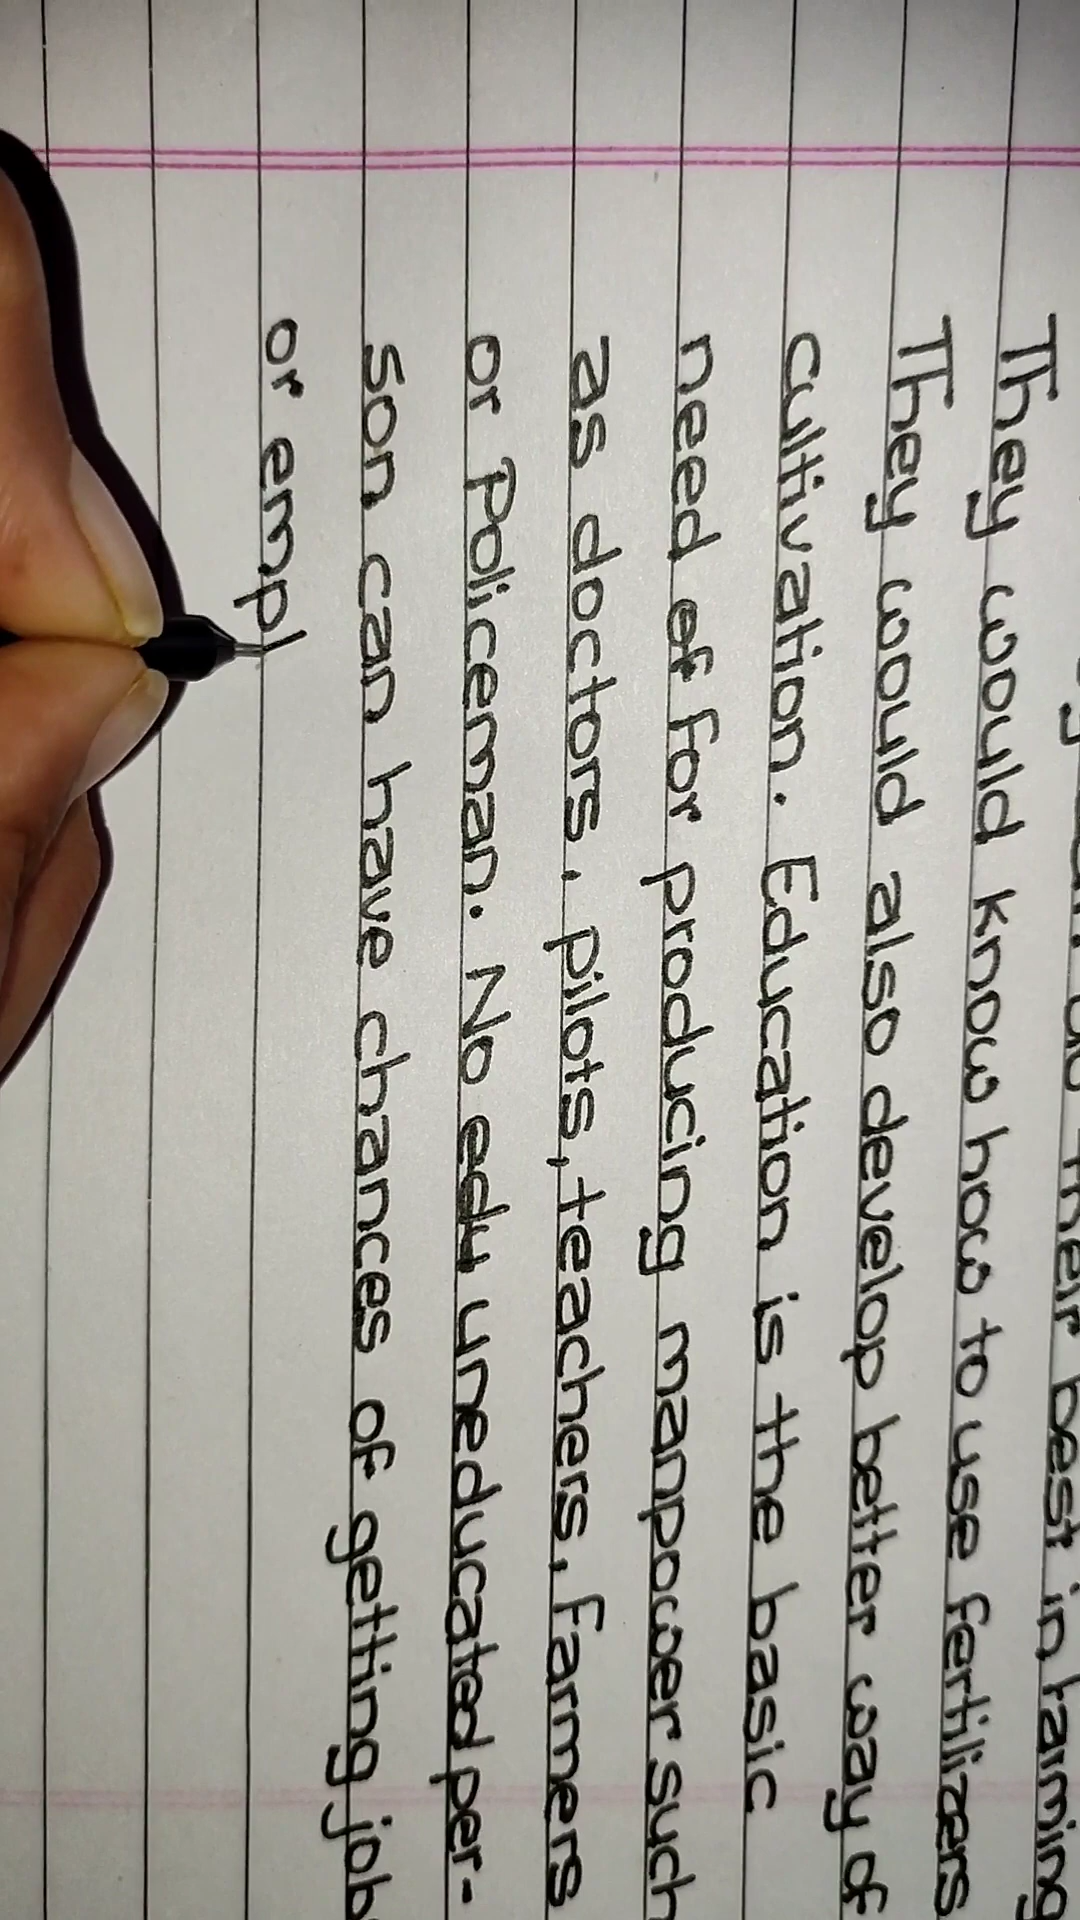 their best in farming
They would know how to use fertilizers
They would also develop better way of
cultivation. Education is the basic
need of for producing manpower such
as doctors, pilots, teachers, farmers
or Policeman. No edu uneducated per-
son can have chances of getting job
or empl